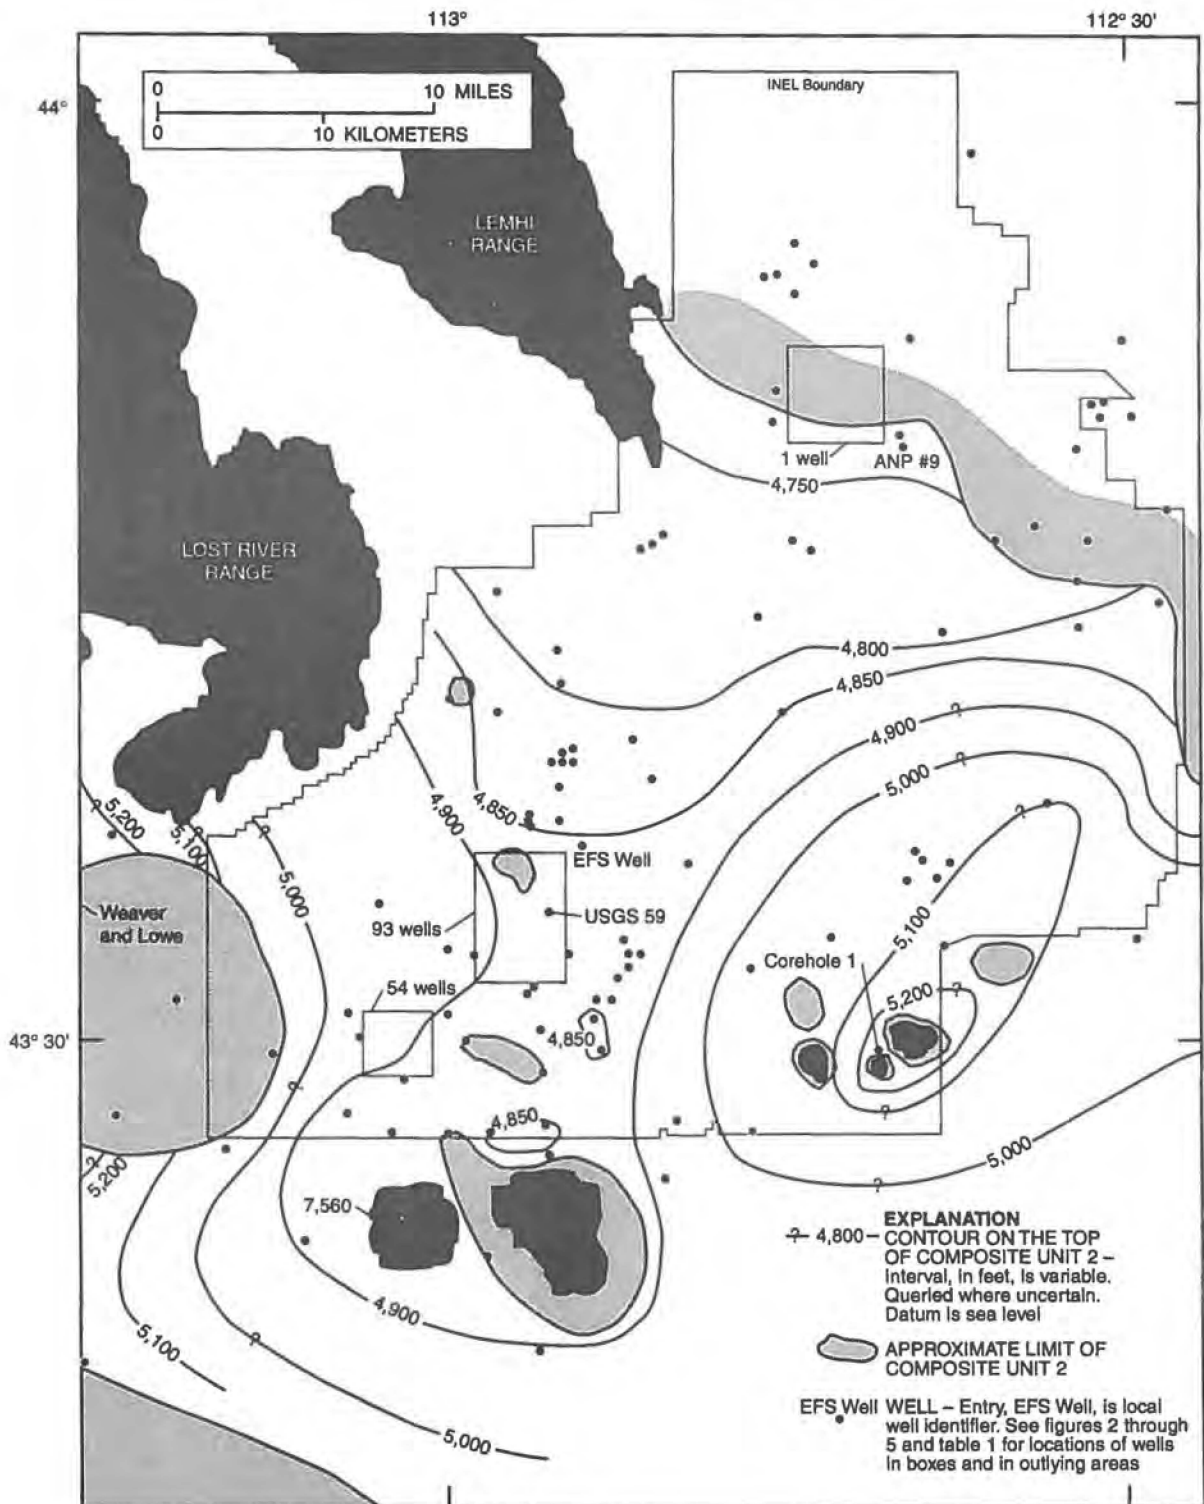 113°
112° 30'
44°
0 10 MILES
0 10 KILOMETERS
INEL Boundary
LEMHI
RANGE
1 well
ANP #9
4,750
LOST RIVER
RANGE
4,800
4,850
4,900
5,000
?
?
4,900
4,850
?
5,200
?
5,100
?
5,000
?
EFS Well
Weaver
and Lowe
93 wells
USGS 59
5,100
Corehole 1
54 wells
5,200
?
43° 30'
4,850
?
?
4,850
5,000
?
5,200
?
7,560
4,900
?
5,100
5,000
EXPLANATION
? 4,800 CONTOUR ON THE TOP
OF COMPOSITE UNIT 2 –
Interval, in feet, is variable.
Queried where uncertain.
Datum is sea level
APPROXIMATE LIMIT OF
COMPOSITE UNIT 2
EFS Well WELL – Entry, EFS Well, is local
well identifier. See figures 2 through
5 and table 1 for locations of wells
in boxes and in outlying areas